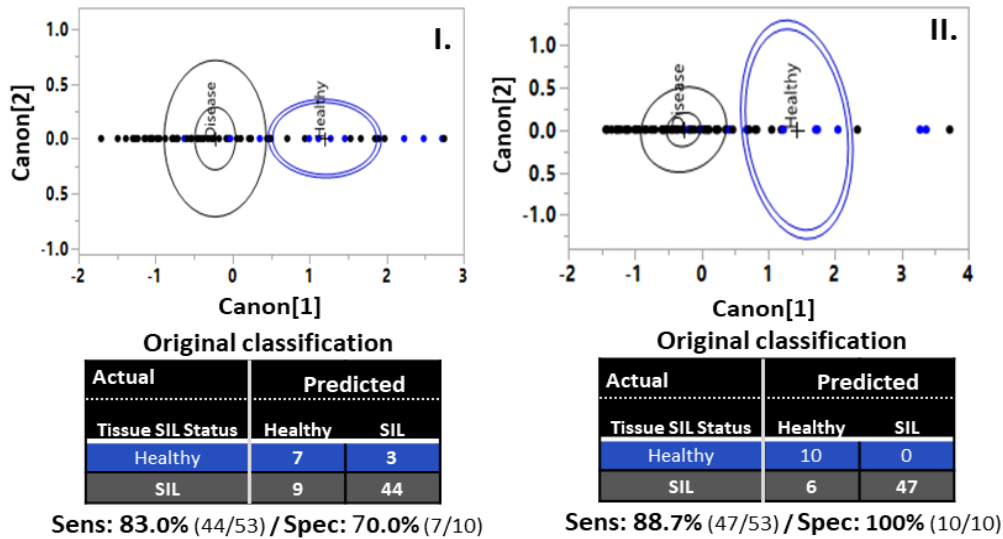 I.
Canon[2]
1.0
0.5
0.0
0.5
-1.0
Disease
Healthy
-2 -1 0 1 2 3
Canon[1]
Original classification
Actual Predicted
Tissue SIL Status Healthy SIL
Healthy 7 3
SIL 9 44
Sens: 83.0% (44/53) / Spec: 70.0% (7/10)
II.
Canon[2]
1.0
0.5
0.0
0.5
-1.0
Disease
Healthy
-2 -1 0 1 2 3 4
Canon[1]
Original classification
Actual Predicted
Tissue SIL Status Healthy SIL
Healthy 10 0
SIL 6 47
Sens: 88.7% (47/53) / Spec: 100% (10/10)